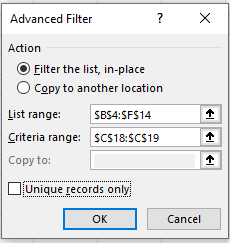 Advanced Filter
Action
Filter the list, in-place
Copy to another location
List range: $B$4:$F$14
Criteria range: $C$18:$C$19
Copy to:
Unique records only
OK Cancel